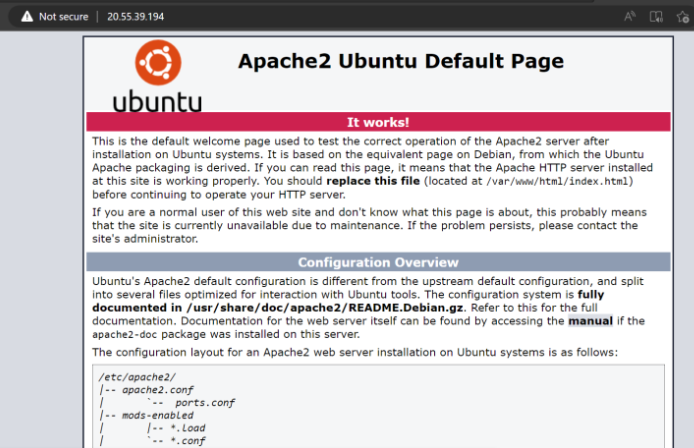 Not secure | 20.55.39.194
Apache2 Ubuntu Default Page
ubuntu
It works!
This is the default welcome page used to test the correct operation of the Apache2 server after
installation on Ubuntu systems. It is based on the equivalent page on Debian, from which the Ubuntu
Apache packaging is derived. If you can read this page, it means that the Apache HTTP server installed
at this site is working properly. You should replace this file (located at /var/www/html/index.html)
before continuing to operate your HTTP server.
If you are a normal user of this web site and don't know what this page is about, this probably means
that the site is currently unavailable due to maintenance. If the problem persists, please contact the
site's administrator.
Configuration Overview
Ubuntu's Apache2 default configuration is different from the upstream default configuration, and split
into several files optimized for interaction with Ubuntu tools. The configuration system is fully
documented in /usr/share/doc/apache2/README.Debian.gz. Refer to this for the full
documentation. Documentation for the web server itself can be found by accessing the manual if the
apache2-doc package was installed on this server.
The configuration layout for an Apache2 web server installation on Ubuntu systems is as follows:
/etc/apache2/
|-- apache2.conf
|       `--  ports.conf
|-- mods-enabled
|       |-- *.load
|       `-- *.conf